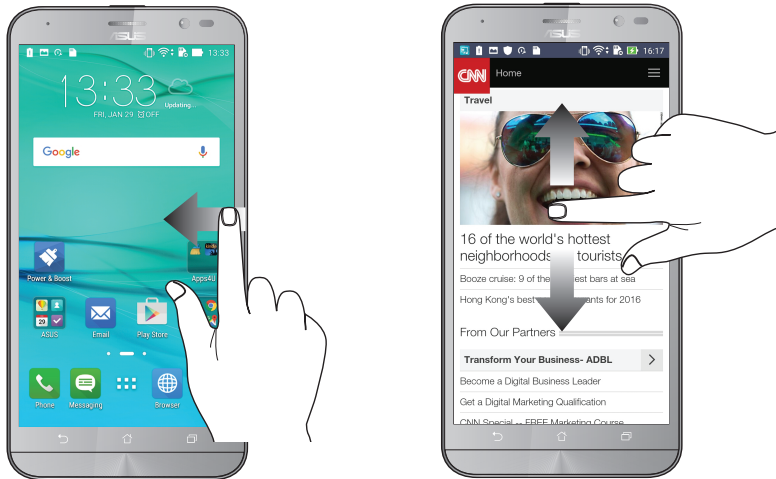 ASUS
13:33
13:33
Updating...
FRI, JAN 29 OFF
Google
Power & Boost
Apps4U
29
ASUS
Email
Play Store
Phone
Messaging
Browser
ASUS
16:17
CNN
Home
Travel
16 of the world's hottest
neighborhoods tourists
Booze cruise: 9 of the est bars at sea
Hong Kong's best ants for 2016
From Our Partners
Transform Your Business- ADBL
Become a Digital Business Leader
Get a Digital Marketing Qualification
CNN Special -- FREE Marketing Course